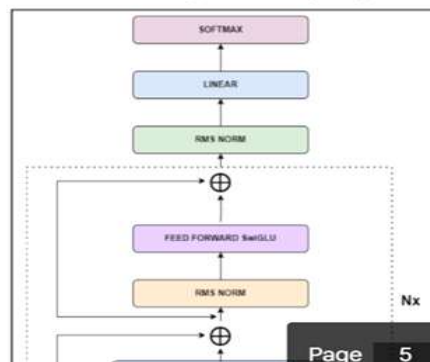 SOFTMAX
LINEAR
RMS NORM
FEED FORWARD SwiGLU
RMS NORM
Nx
Page 5